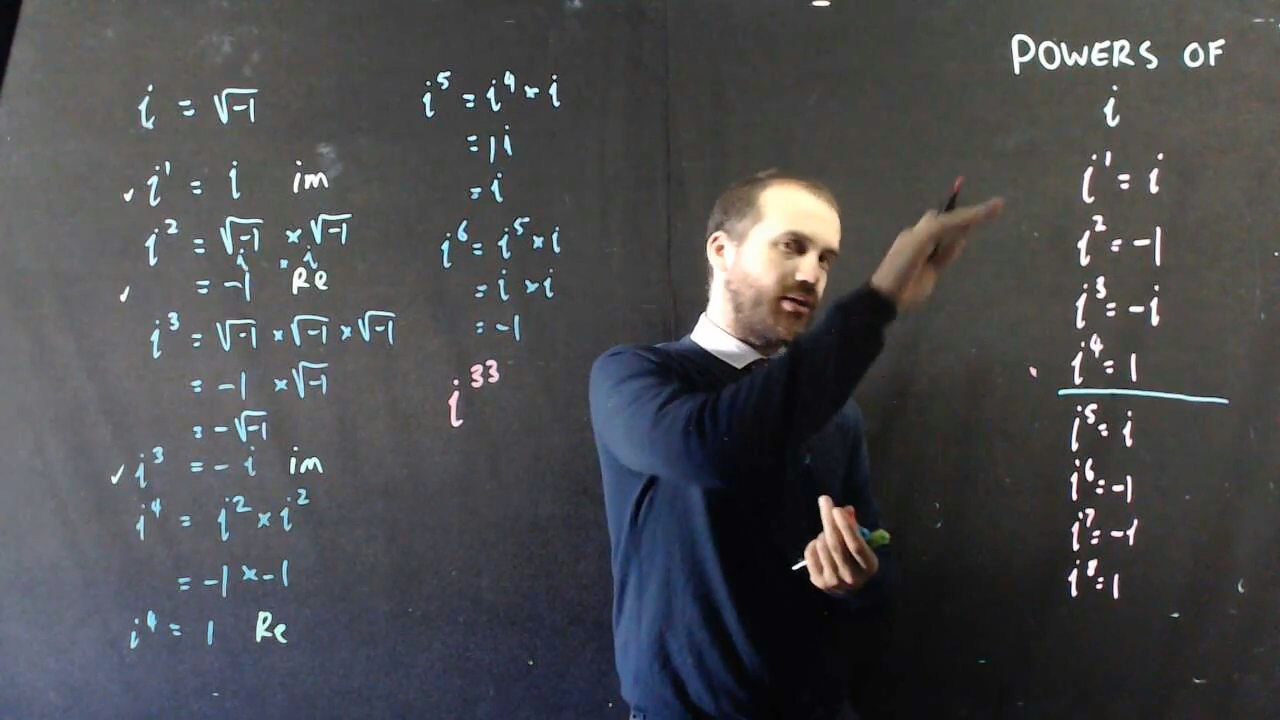 i = √-1
i¹ = i im
i² = √-1 × √-1
i × i
= -1 Re
i³ = √-1 × √-1 × √-1
= -1 × √-1
= -√-1
i³ = -i im
i⁴ = i² × i²
= -1 × -1
i⁴ = 1 Re
i⁵ = i⁴ × i
= 1i
= i
i⁶ = i⁵ × i
= i × i
= -1
i³³
POWERS OF
i
i¹ = i
i² = -1
i³ = -i
i⁴ = 1
i⁵ = i
i⁶ = -1
i⁷ = -1
i⁸ = 1